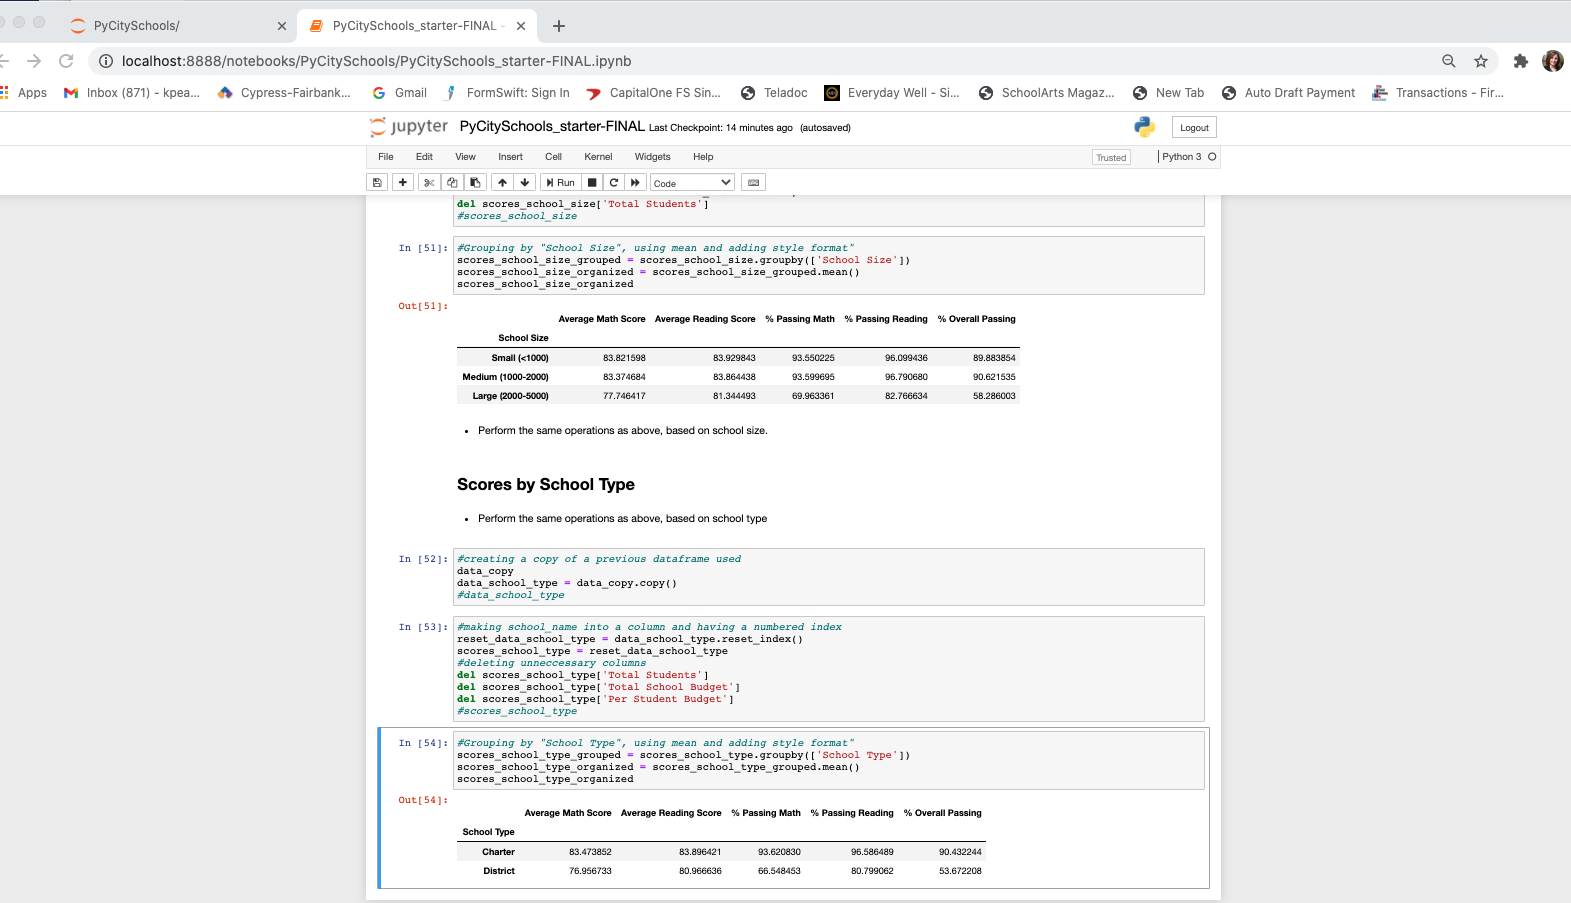 PyCitySchools/
PyCitySchools_starter-FINAL -
localhost:8888/notebooks/PyCitySchools/PyCitySchools_starter-FINAL.ipynb
Apps Inbox (871) - kpea... Cypress-Fairbank... Gmail FormSwift: Sign In CapitalOne FS Sin... Teladoc Everyday Well - Si... SchoolArts Magaz... New Tab Auto Draft Payment Transactions - Fir...
jupyter PyCitySchools_starter-FINAL Last Checkpoint: 14 minutes ago (autosaved) Logout
File Edit View Insert Cell Kernel Widgets Help Trusted Python 3
Run Code
del scores_school_size['Total Students']
#scores_school_size
In [51]: #Grouping by "School Size", using mean and adding style format"
scores_school_size_grouped = scores_school_size.groupby(['School Size'])
scores_school_size_organized = scores_school_size_grouped.mean()
scores_school_size_organized
Out[51]:
Average Math Score Average Reading Score % Passing Math % Passing Reading % Overall Passing
School Size
Small (<1000) 83.821598 83.929843 93.550225 96.099436 89.883854
Medium (1000-2000) 83.374684 83.864438 93.599695 96.790680 90.621535
Large (2000-5000) 77.746417 81.344493 69.963361 82.766634 58.286003
• Perform the same operations as above, based on school size.
Scores by School Type
• Perform the same operations as above, based on school type
In [52]: #creating a copy of a previous dataframe used
data_copy
data_school_type = data_copy.copy()
#data_school_type
In [53]: #making school_name into a column and having a numbered index
reset_data_school_type = data_school_type.reset_index()
scores_school_type = reset_data_school_type
#deleting unneccessary columns
del scores_school_type['Total Students']
del scores_school_type['Total School Budget']
del scores_school_type['Per Student Budget']
#scores_school_type
In [54]: #Grouping by "School Type", using mean and adding style format"
scores_school_type_grouped = scores_school_type.groupby(['School Type'])
scores_school_type_organized = scores_school_type_grouped.mean()
scores_school_type_organized
Out[54]:
Average Math Score Average Reading Score % Passing Math % Passing Reading % Overall Passing
School Type
Charter 83.473852 83.896421 93.620830 96.586489 90.432244
District 76.956733 80.966636 66.548453 80.799062 53.672208